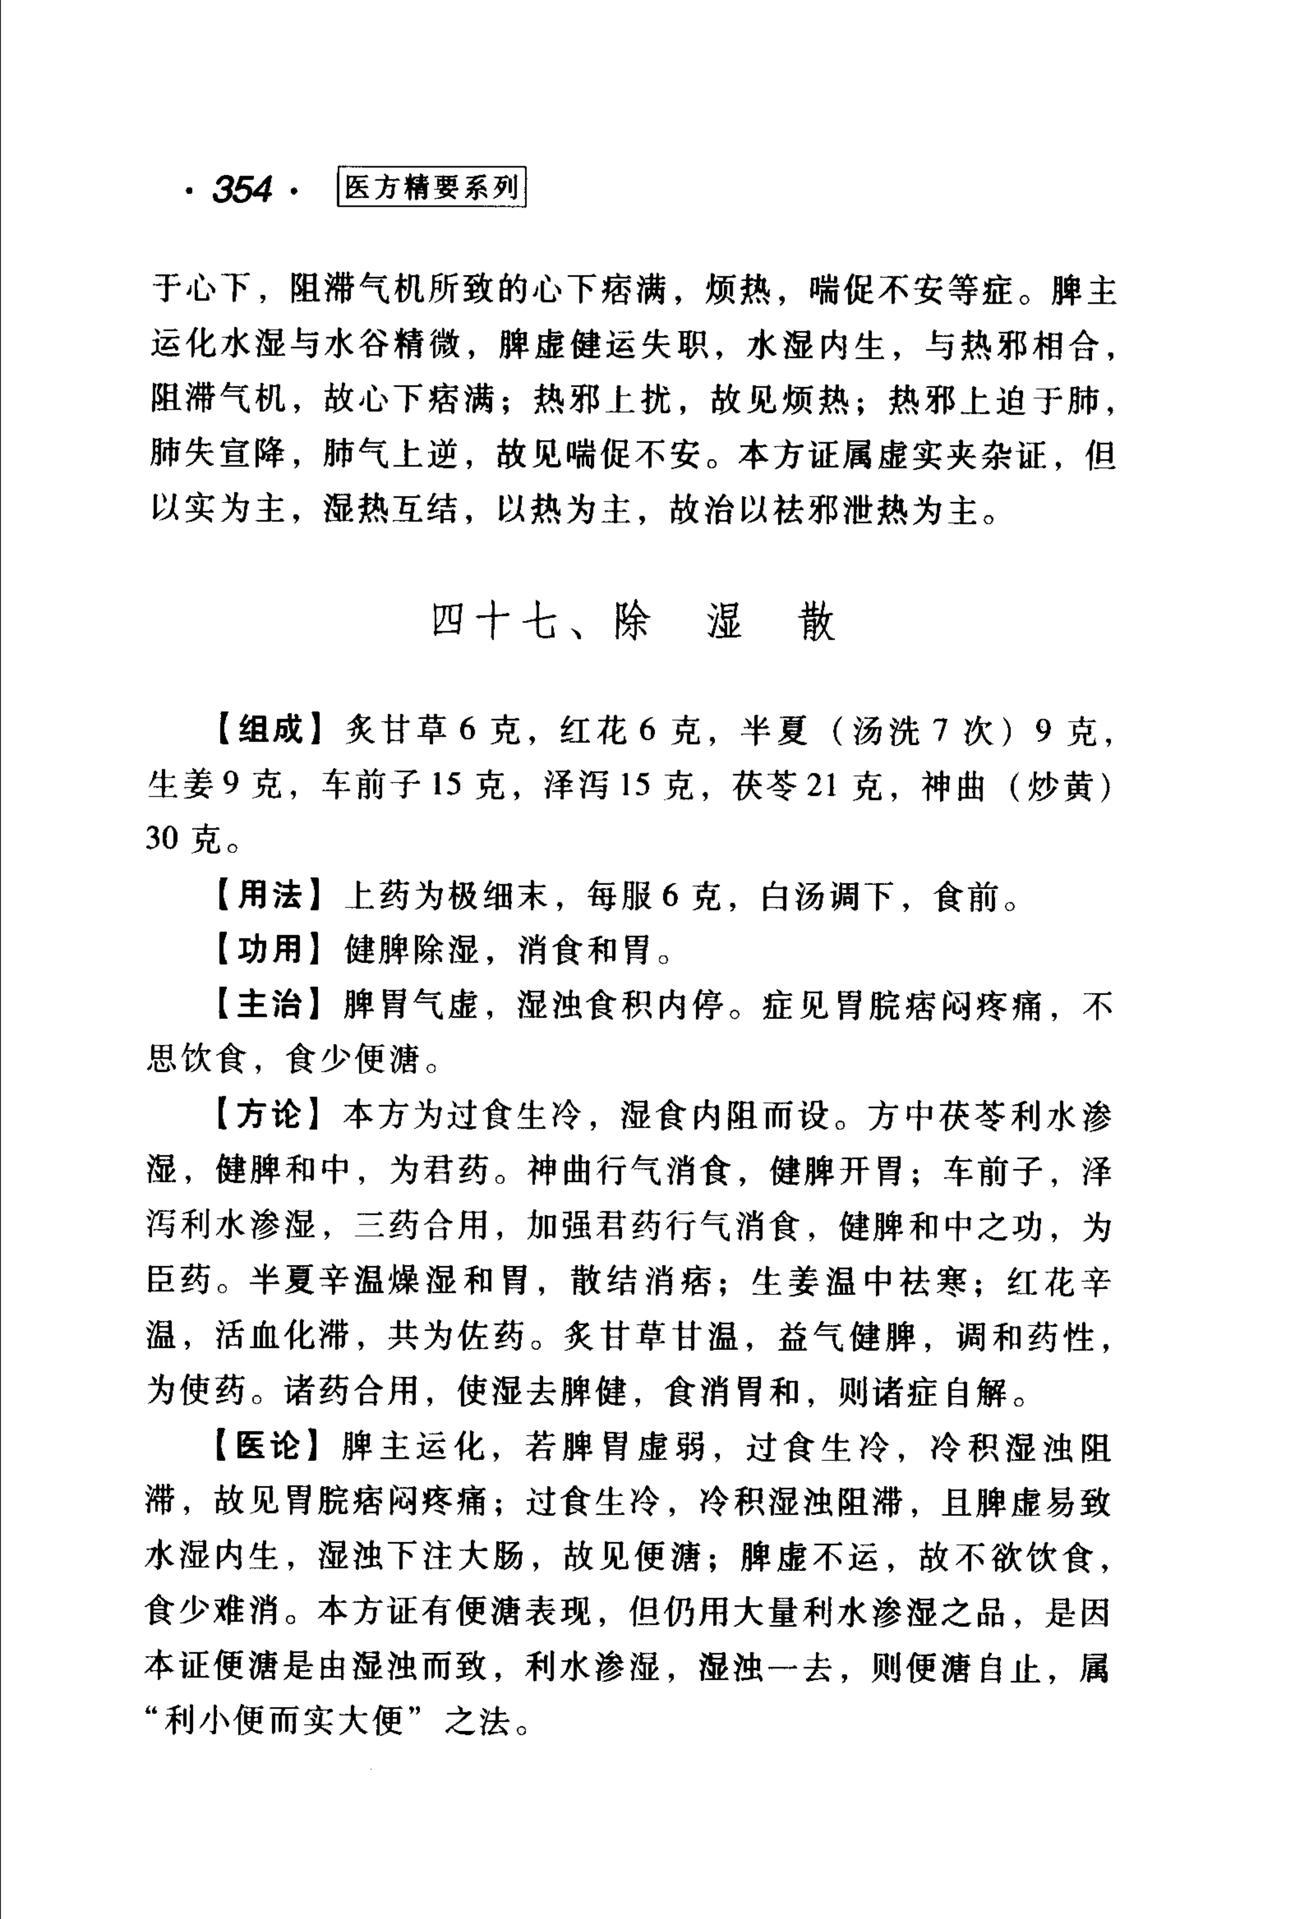 · 354 · 医方精要系列
于心下，阻滞气机所致的心下痞满，烦热，喘促不安等症。脾主
运化水湿与水谷精微，脾虚健运失职，水湿内生，与热邪相合，
阻滞气机，故心下痞满；热邪上扰，故见烦热；热邪上迫于肺，
肺失宣降，肺气上逆，故见喘促不安。本方证属虚实夹杂证，但
以实为主，湿热互结，以热为主，故治以祛邪泄热为主。
四十七、除 湿 散
【组成】炙甘草 6 克，红花 6 克，半夏（汤洗 7 次）9 克，
生姜 9 克，车前子 15 克，泽泻 15 克，茯苓 21 克，神曲（炒黄）
30 克。
【用法】上药为极细末，每服 6 克，白汤调下，食前。
【功用】健脾除湿，消食和胃。
【主治】脾胃气虚，湿浊食积内停。症见胃脘痞闷疼痛，不
思饮食，食少便溏。
【方论】本方为过食生冷，湿食内阻而设。方中茯苓利水渗
湿，健脾和中，为君药。神曲行气消食，健脾开胃；车前子，泽
泻利水渗湿，三药合用，加强君药行气消食，健脾和中之功，为
臣药。半夏辛温燥湿和胃，散结消痞；生姜温中祛寒；红花辛
温，活血化滞，共为佐药。炙甘草甘温，益气健脾，调和药性，
为使药。诸药合用，使湿去脾健，食消胃和，则诸症自解。
【医论】脾主运化，若脾胃虚弱，过食生冷，冷积湿浊阻
滞，故见胃脘痞闷疼痛；过食生冷，冷积湿浊阻滞，且脾虚易致
水湿内生，湿浊下注大肠，故见便溏；脾虚不运，故不欲饮食，
食少难消。本方证有便溏表现，但仍用大量利水渗湿之品，是因
本证便溏是由湿浊而致，利水渗湿，湿浊一去，则便溏自止，属
“利小便而实大便”之法。